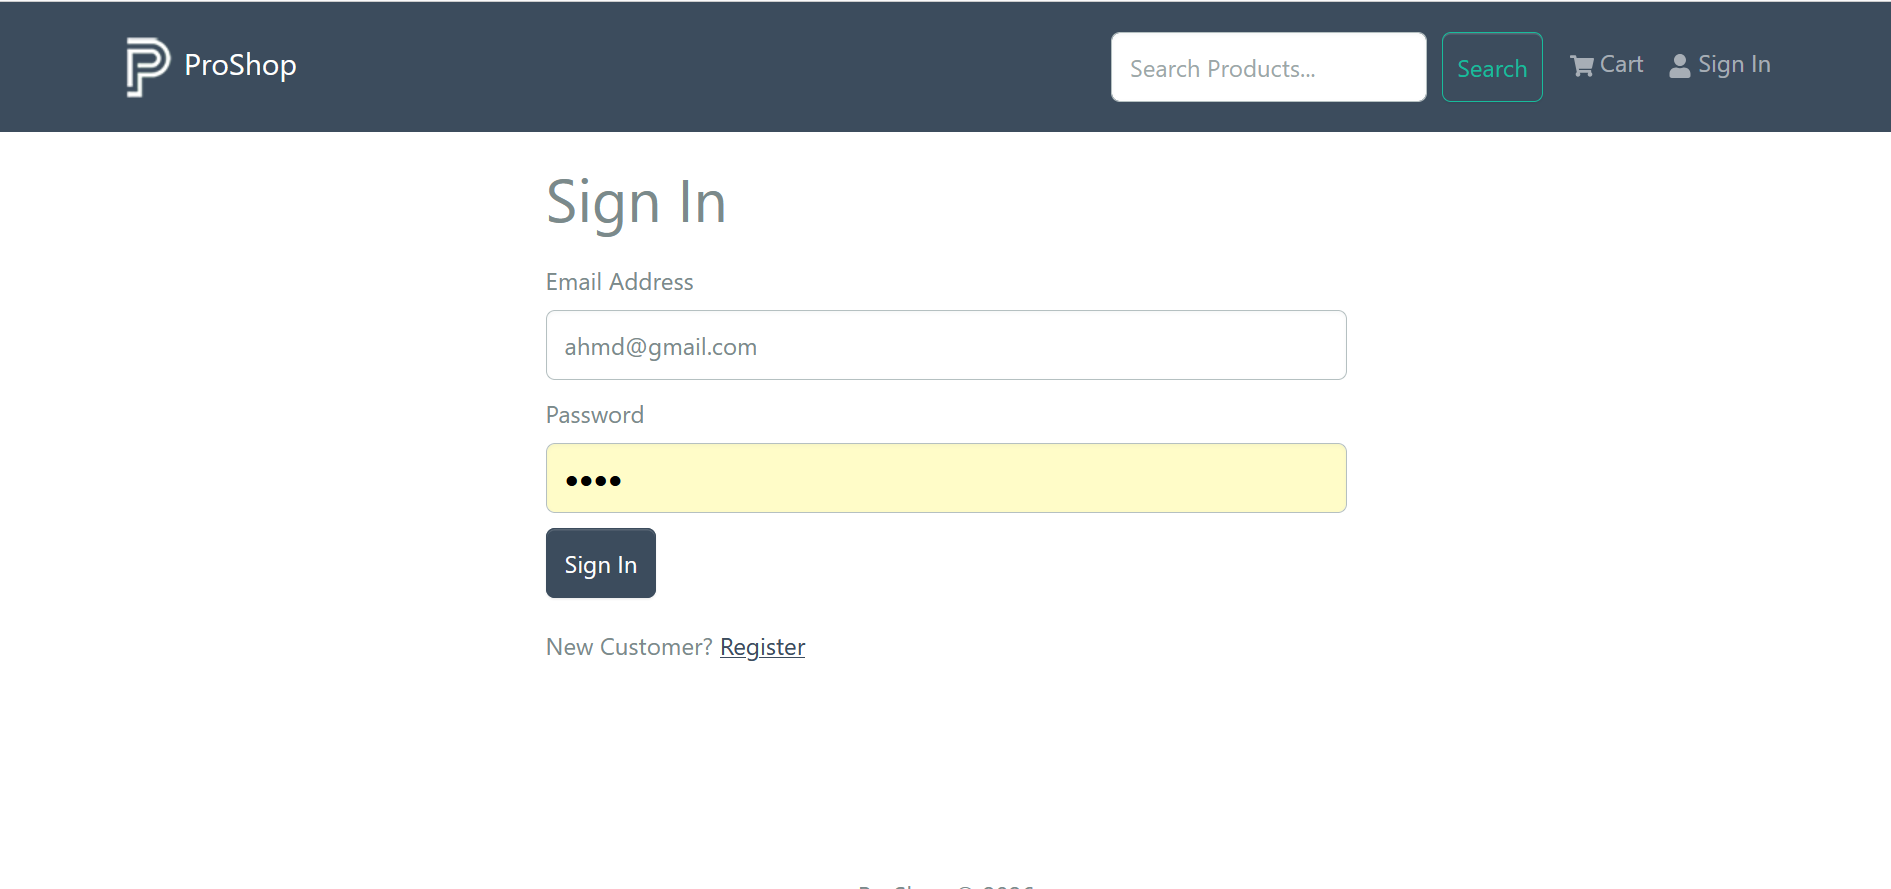 ProShop
Search Products...
Search
Cart
Sign In
Sign In
Email Address
ahmd@gmail.com
Password
••••
Sign In
New Customer? Register